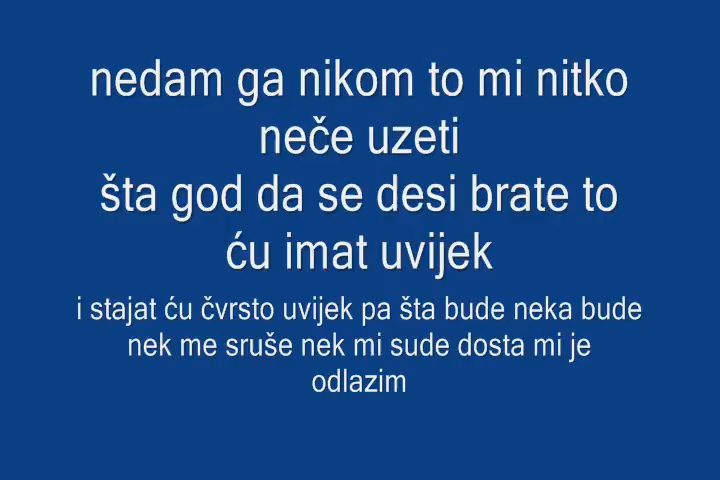 nedam ga nikom to mi nitko
neče uzeti
šta god da se desi brate to
ću imat uvijek
i stajat ću čvrsto uvijek pa šta bude neka bude
nek me sruše nek mi sude dosta mi je
odlazim